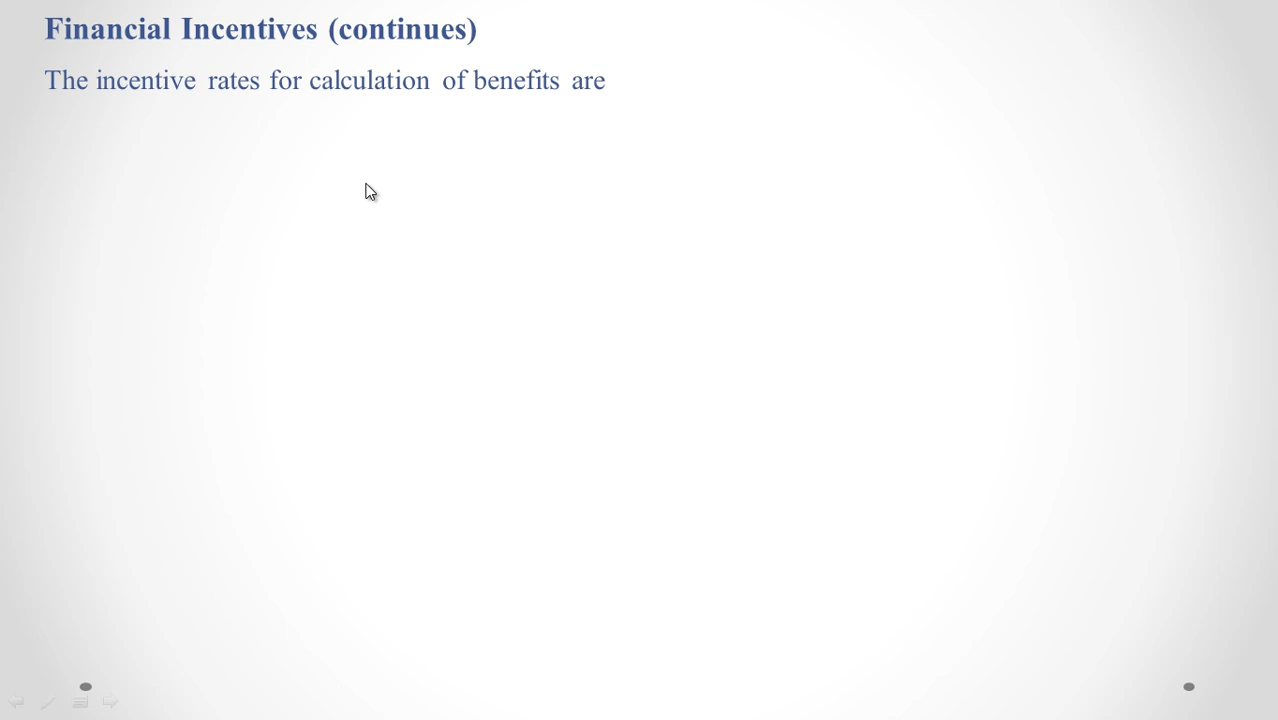 Financial Incentives (continues)
The incentive rates for calculation of benefits are